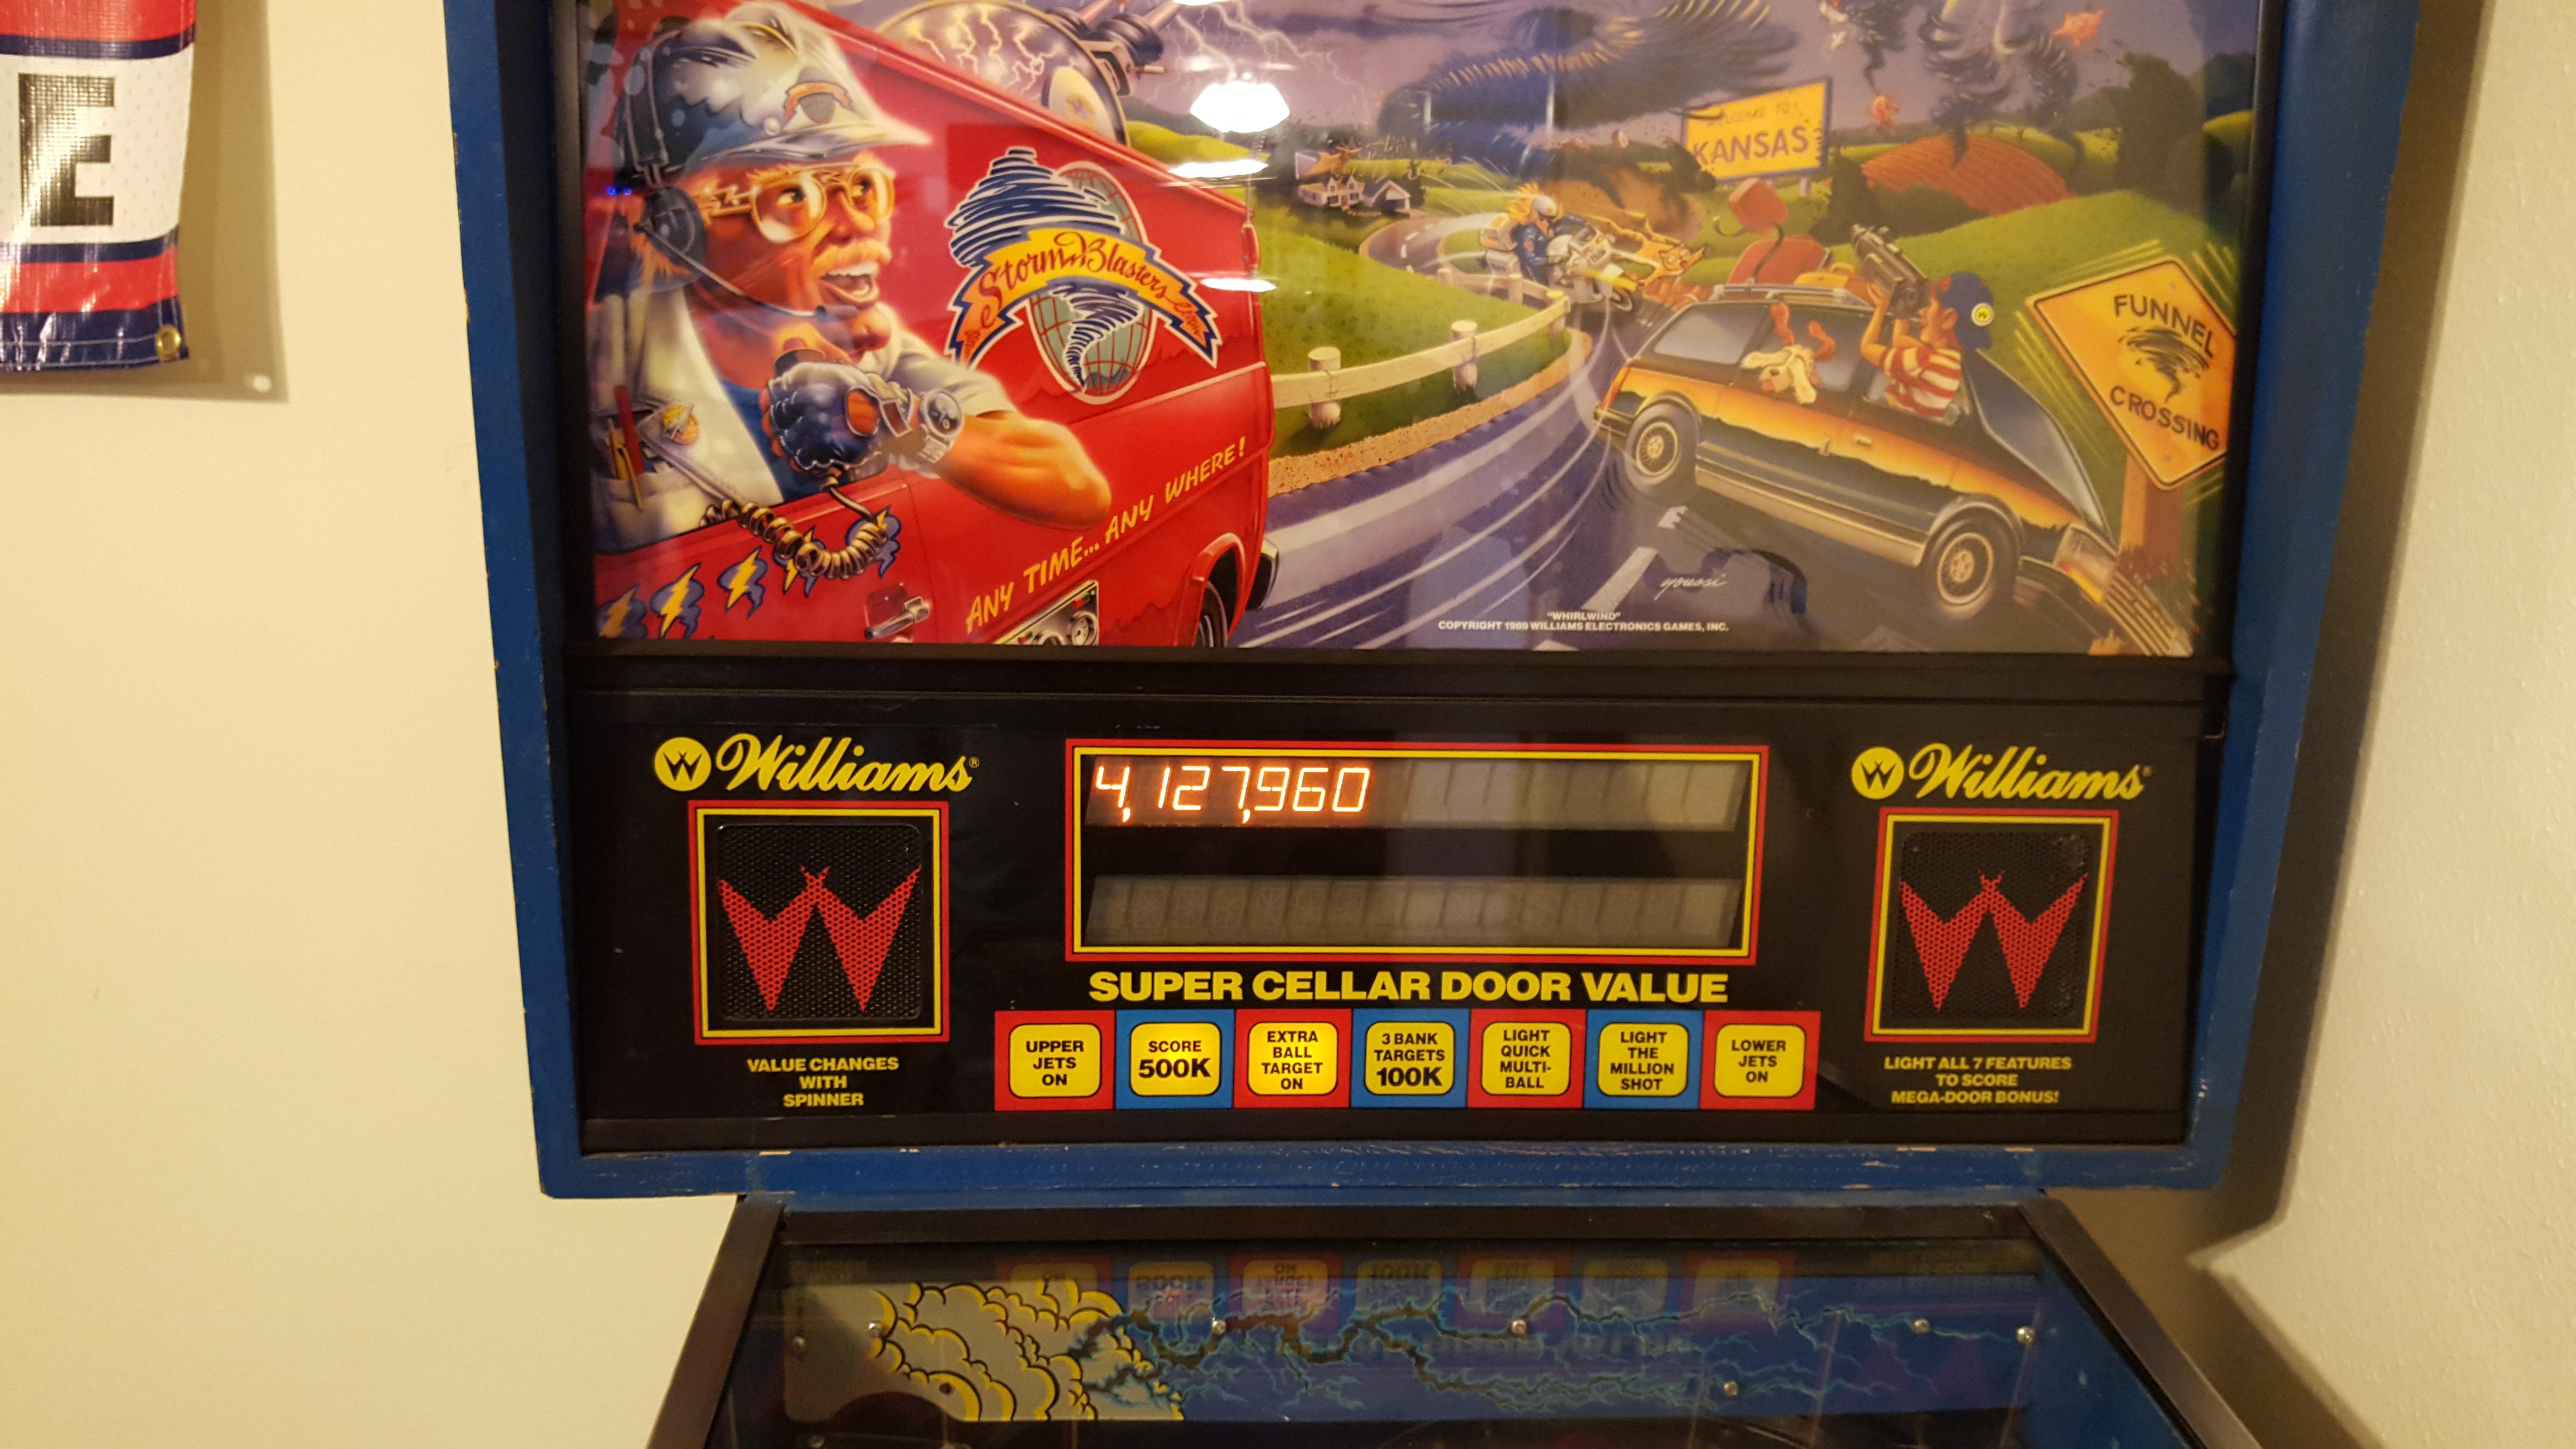 E
WELCOME TO
KANSAS
Storm Blasters
FUNNEL
CROSSING
ANY TIME... ANY WHERE!
youssi
"WHIRLWIND"
COPYRIGHT 1989 WILLIAMS ELECTRONICS GAMES, INC.
W Williams®
4,127,960
W Williams®
W
W
SUPER CELLAR DOOR VALUE
VALUE CHANGES
WITH
SPINNER
UPPER
JETS
ON
SCORE
500K
EXTRA
BALL
TARGET
ON
3 BANK
TARGETS
100K
LIGHT
QUICK
MULTI-
BALL
LIGHT
THE
MILLION
SHOT
LOWER
JETS
ON
LIGHT ALL 7 FEATURES
TO SCORE
MEGA-DOOR BONUS!